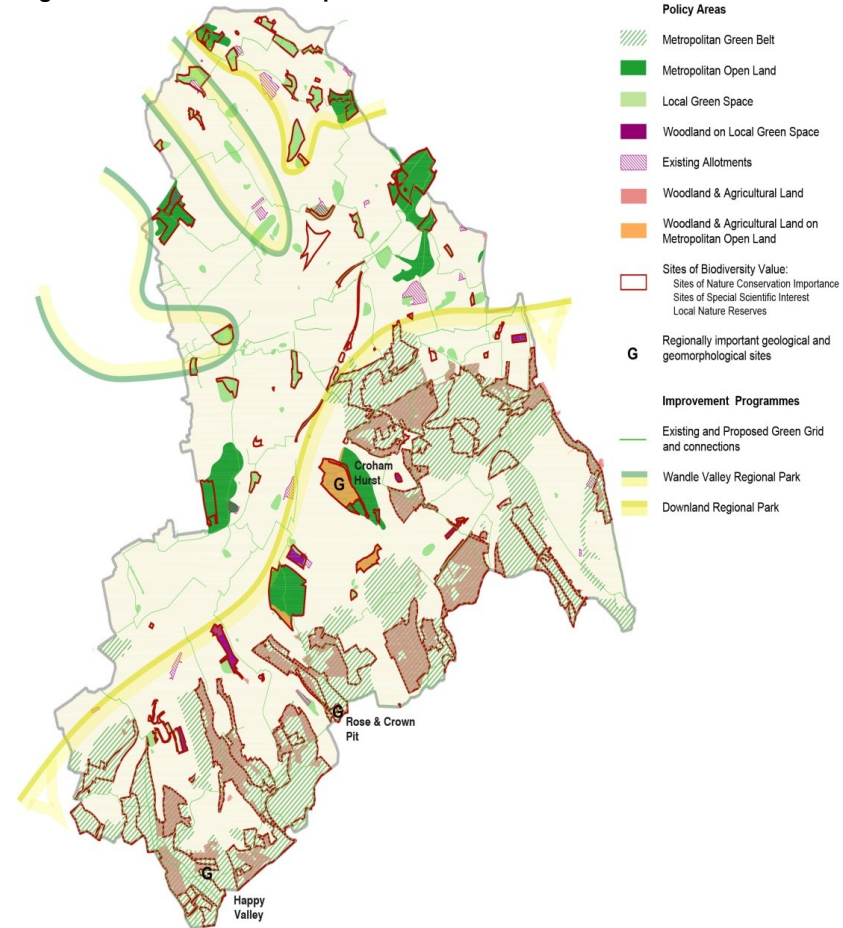 Policy Areas
Metropolitan Green Belt
Metropolitan Open Land
Local Green Space
Woodland on Local Green Space
Existing Allotments
Woodland & Agricultural Land
Woodland & Agricultural Land on
Metropolitan Open Land
Sites of Biodiversity Value:
Sites of Nature Conservation Importance
Sites of Special Scientific Interest
Local Nature Reserves
G
Regionally important geological and
geomorphological sites
Improvement Programmes
Existing and Proposed Green Grid
and connections
Wandle Valley Regional Park
Downland Regional Park
Croham
Hurst
G
G
Rose & Crown
Pit
G
Happy
Valley